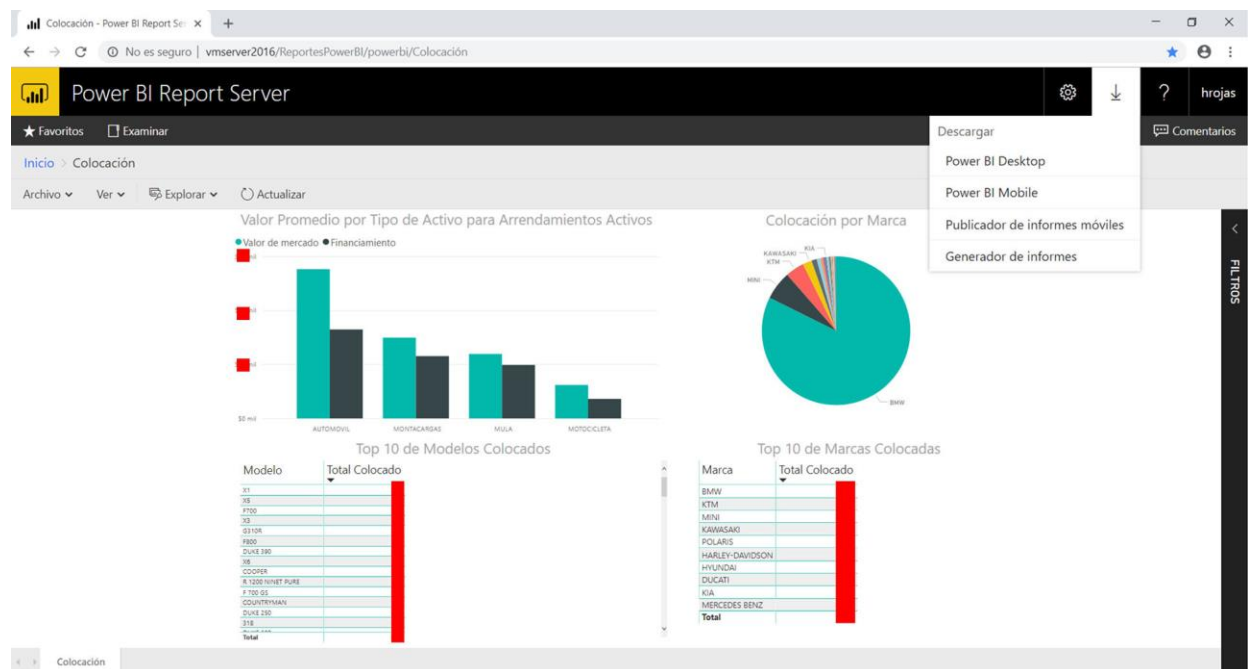 Colocación - Power BI Report Ser
No es seguro | vmserver2016/ReportesPowerBI/powerbi/Colocación
Power BI Report Server
hrojas
Favoritos Examinar
Comentarios
Descargar
Power BI Desktop
Power BI Mobile
Publicador de informes móviles
Generador de informes
Inicio > Colocación
Archivo Ver Explorar Actualizar
FILTROS
Valor Promedio por Tipo de Activo para Arrendamientos Activos
Valor de mercado Financiamiento
mil
mil
mil
$0 mil
AUTOMOVIL MONTACARGAS MULA MOTOCICLETA
Colocación por Marca
KIA
KAWASAKI
KTM
MINI
BMW
Top 10 de Modelos Colocados
Modelo Total Colocado
X1
X5
F700
X3
G310R
F800
DUKE 390
X6
COOPER
R 1200 NINET PURE
F 700 GS
COUNTRYMAN
DUKE 250
318
Total
Top 10 de Marcas Colocadas
Marca Total Colocado
BMW
KTM
MINI
KAWASAKI
POLARIS
HARLEY-DAVIDSON
HYUNDAI
DUCATI
KIA
MERCEDES BENZ
Total
Colocación